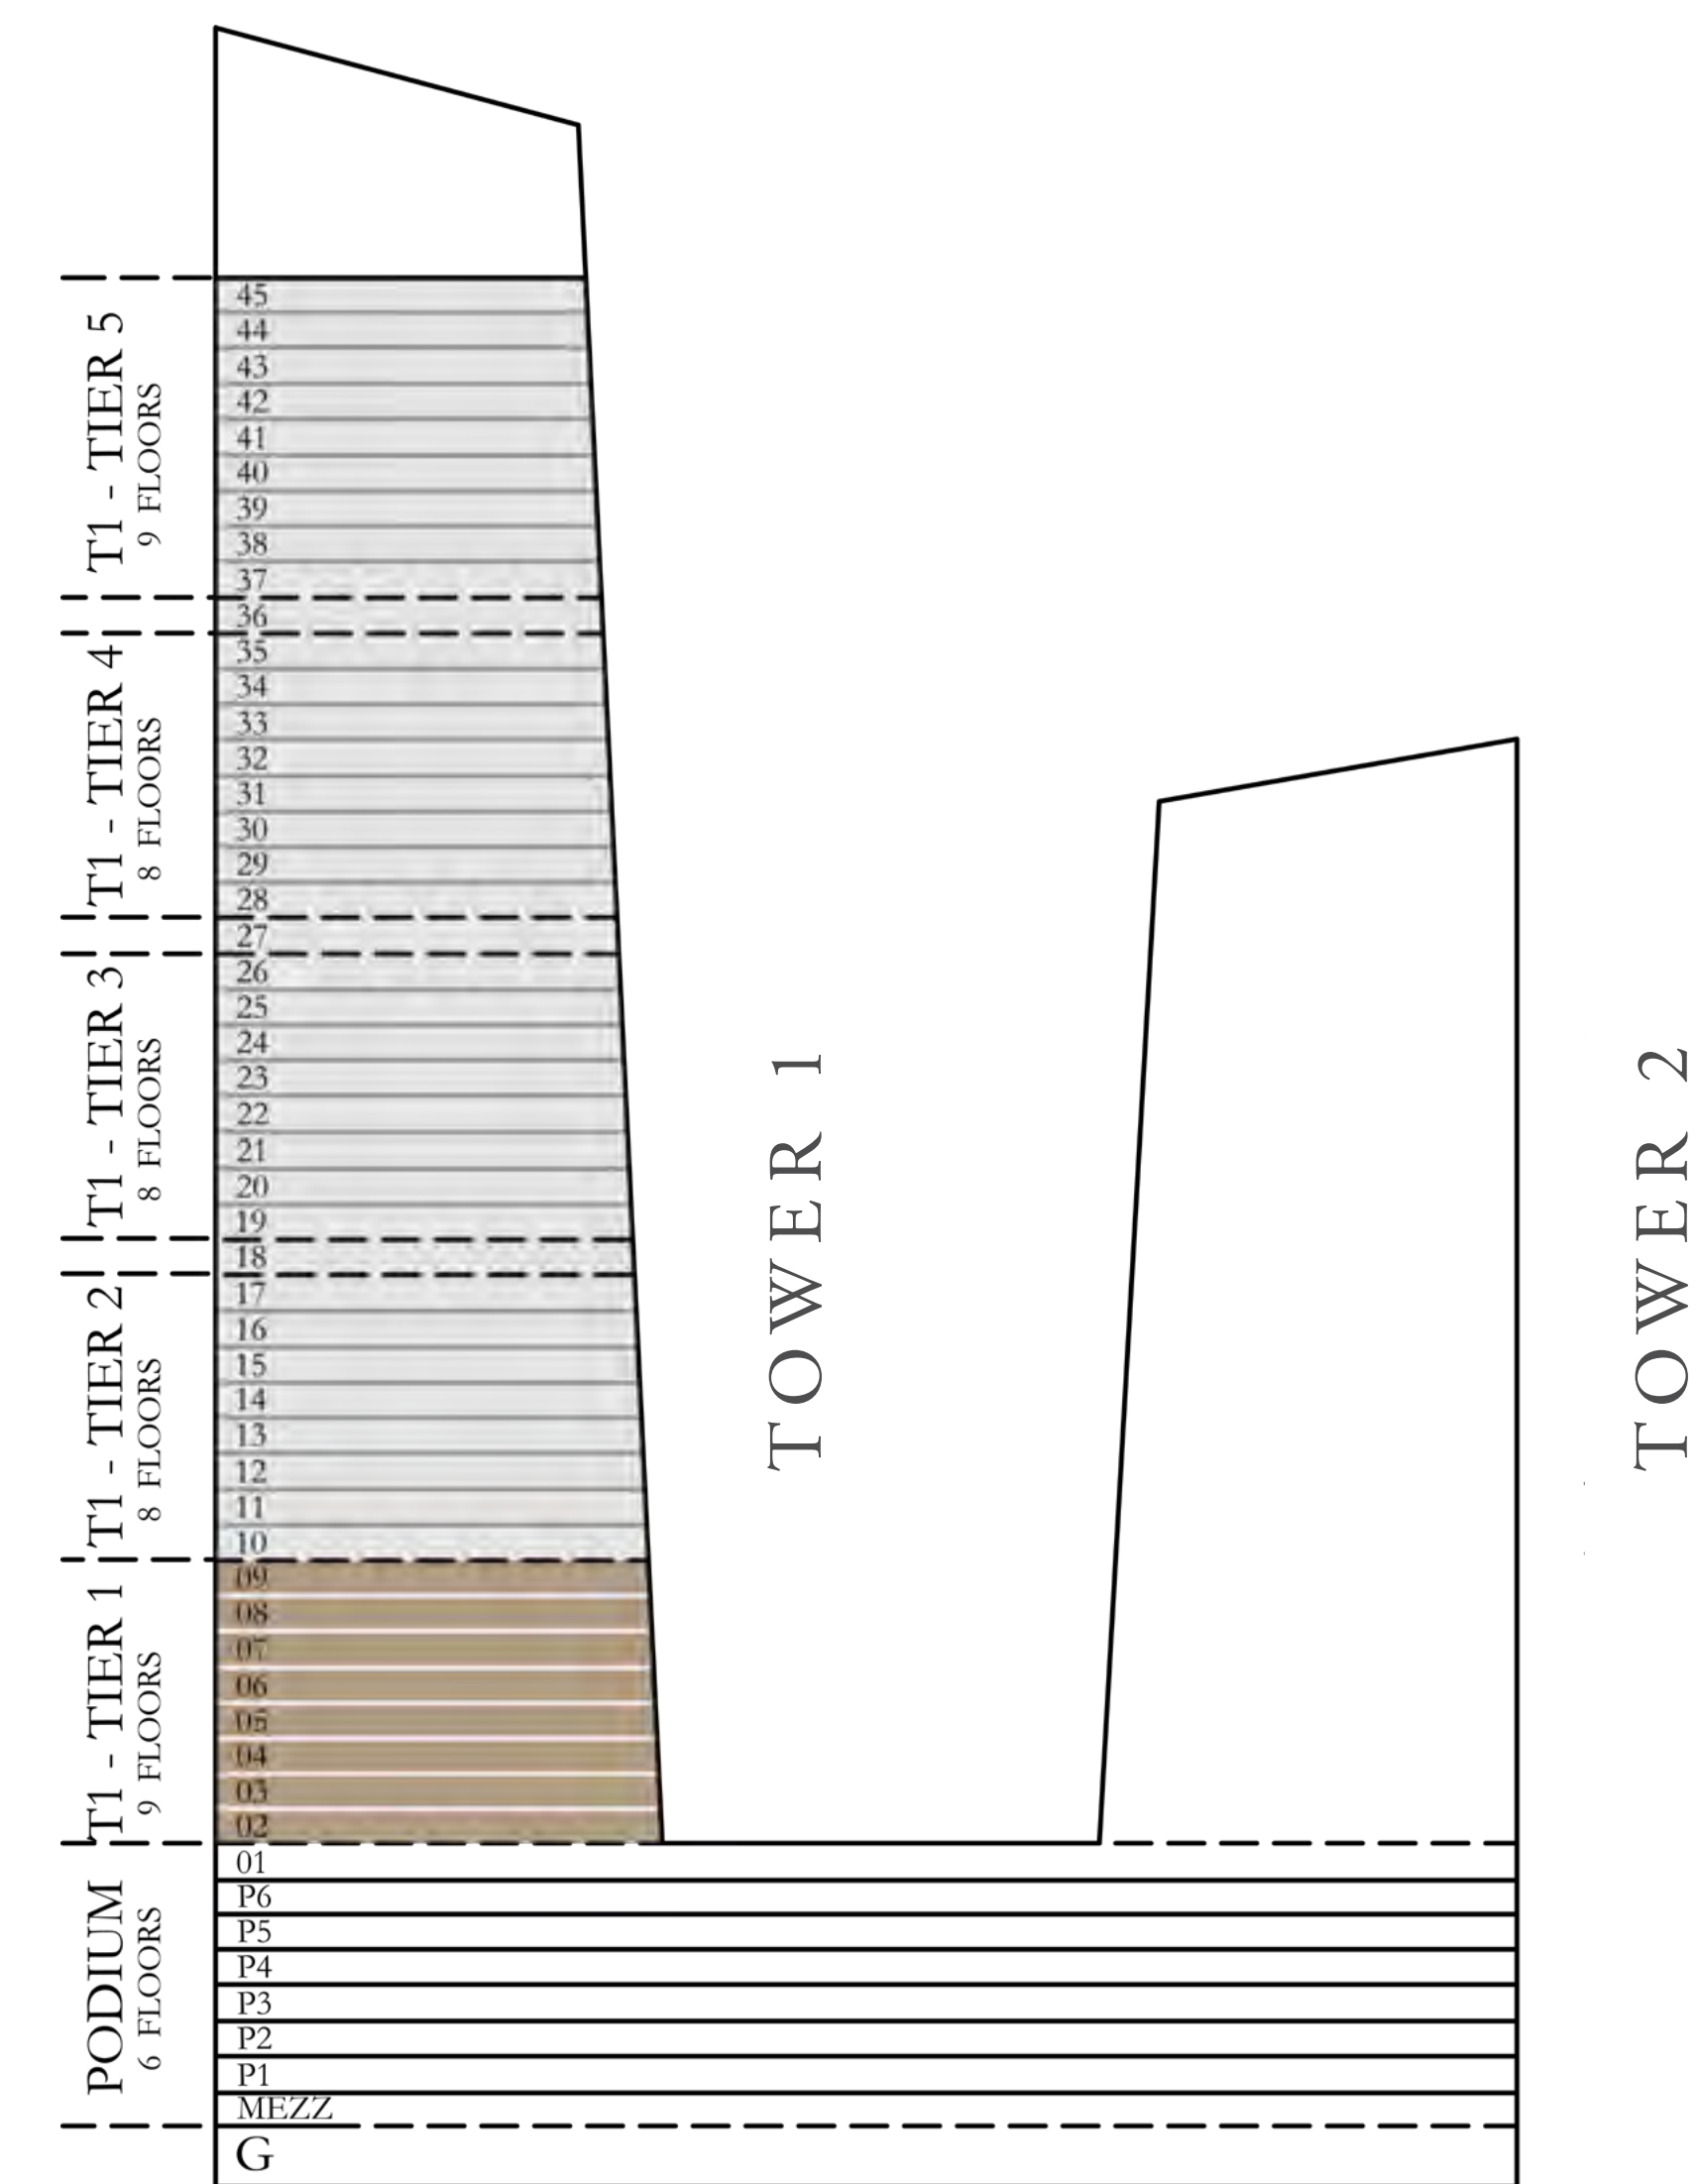 45
44
43
42
41
40
39
38
37
36
35
34
33
32
31
30
29
28
27
26
25
24
23
22
21
20
19
18
17
16
15
14
13
12
11
10
09
08
07
06
05
04
03
02
01
P6
P5
P4
P3
P2
P1
MEZZ
G
T1 - TIER 5
9 FLOORS
T1 - TIER 4
8 FLOORS
T1 - TIER 3
8 FLOORS
T1 - TIER 2
8 FLOORS
T1 - TIER 1
9 FLOORS
PODIUM
6 FLOORS
TOWER 1
TOWER 2